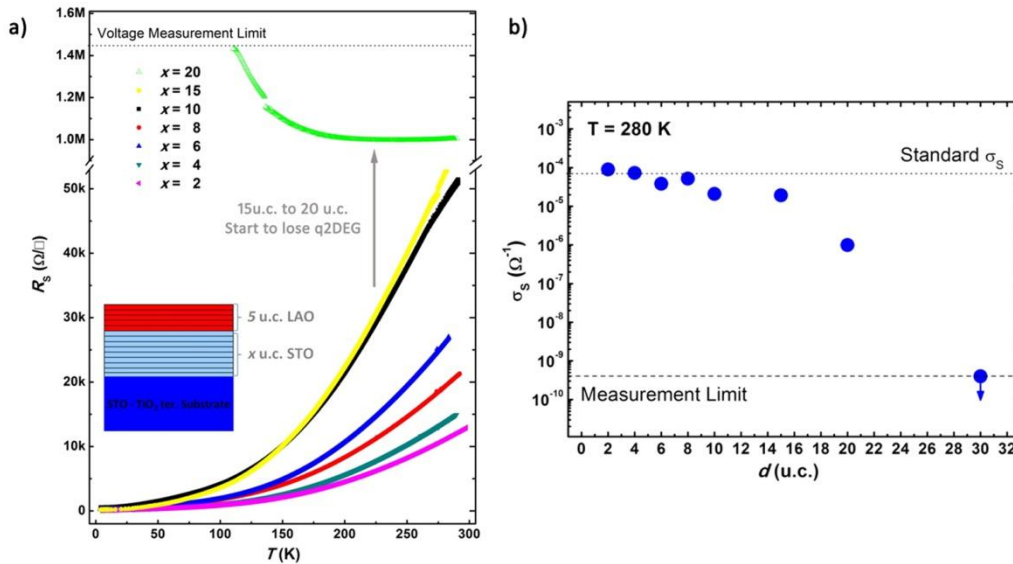 a)
1.6M
Voltage Measurement Limit
1.4M
1.2M
1.0M
x = 20
x = 15
x = 10
x = 8
x = 6
x = 4
x = 2
50k
40k
30k
20k
10k
0
R_S (Ω/□)
15u.c. to 20 u.c.
Start to lose q2DEG
5 u.c. LAO
x u.c. STO
STO - TiO₂ ter. Substrate
0 50 100 150 200 250 300
T (K)
b)
T = 280 K
Standard σ_S
10⁻³
10⁻⁴
10⁻⁵
10⁻⁶
10⁻⁷
10⁻⁸
10⁻⁹
10⁻¹⁰
σ_S (Ω⁻¹)
Measurement Limit
0 2 4 6 8 10 12 14 16 18 20 22 24 26 28 30 32
d (u.c.)